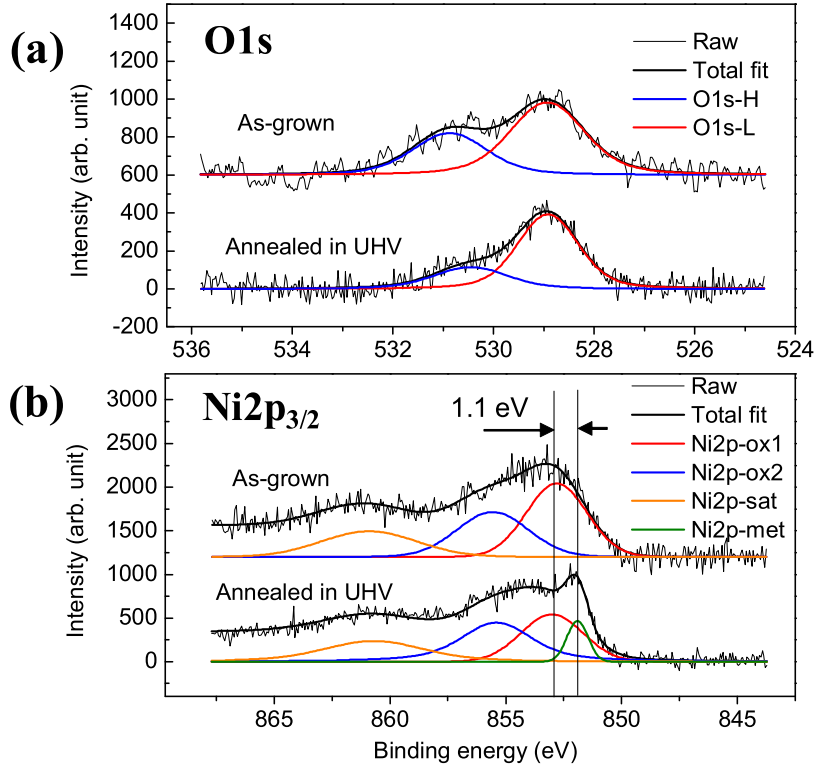 (a)
O1s
Intensity (arb. unit)
1400
1200
1000
800
600
400
200
0
-200
Raw
Total fit
O1s-H
O1s-L
As-grown
Annealed in UHV
536 534 532 530 528 526 524
(b)
Ni2p3/2
Intensity (arb. unit)
3000
2500
2000
1500
1000
500
0
1.1 eV
Raw
Total fit
Ni2p-ox1
Ni2p-ox2
Ni2p-sat
Ni2p-met
As-grown
Annealed in UHV
865 860 855 850 845
Binding energy (eV)